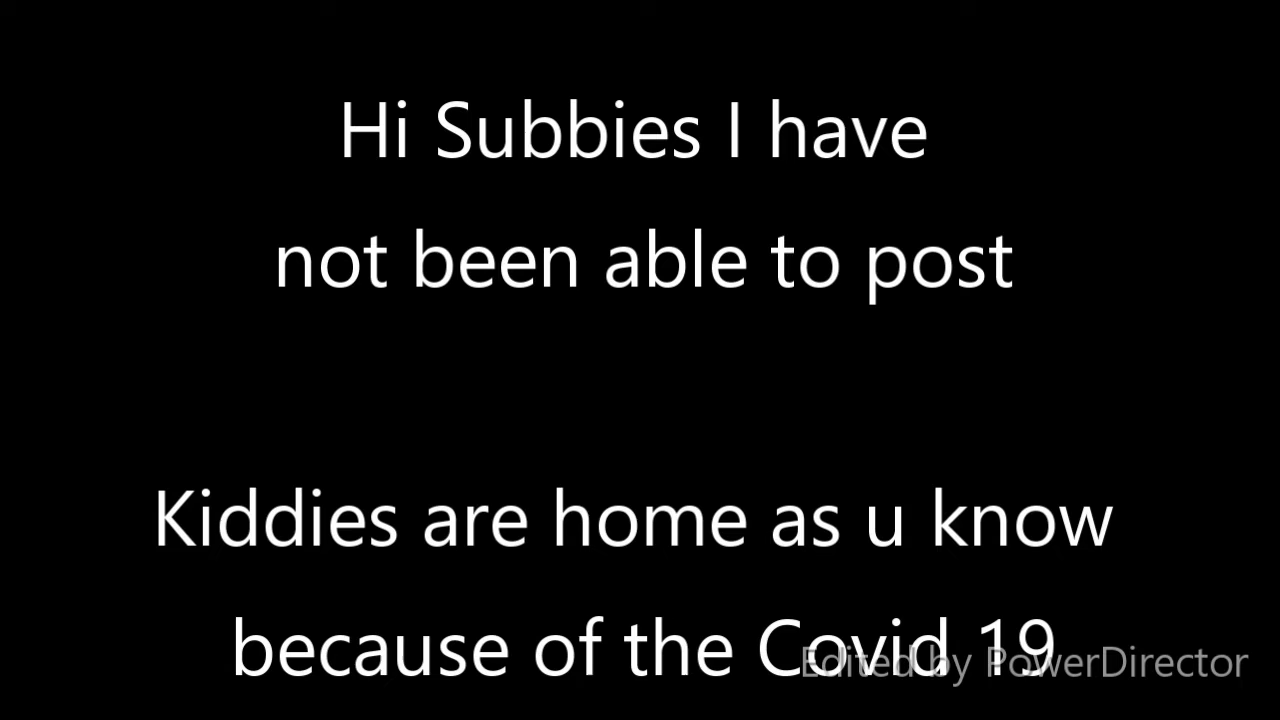 Hi Subbies I have
not been able to post
Kiddies are home as u know
because of the Covid 19
Edited by PowerDirector